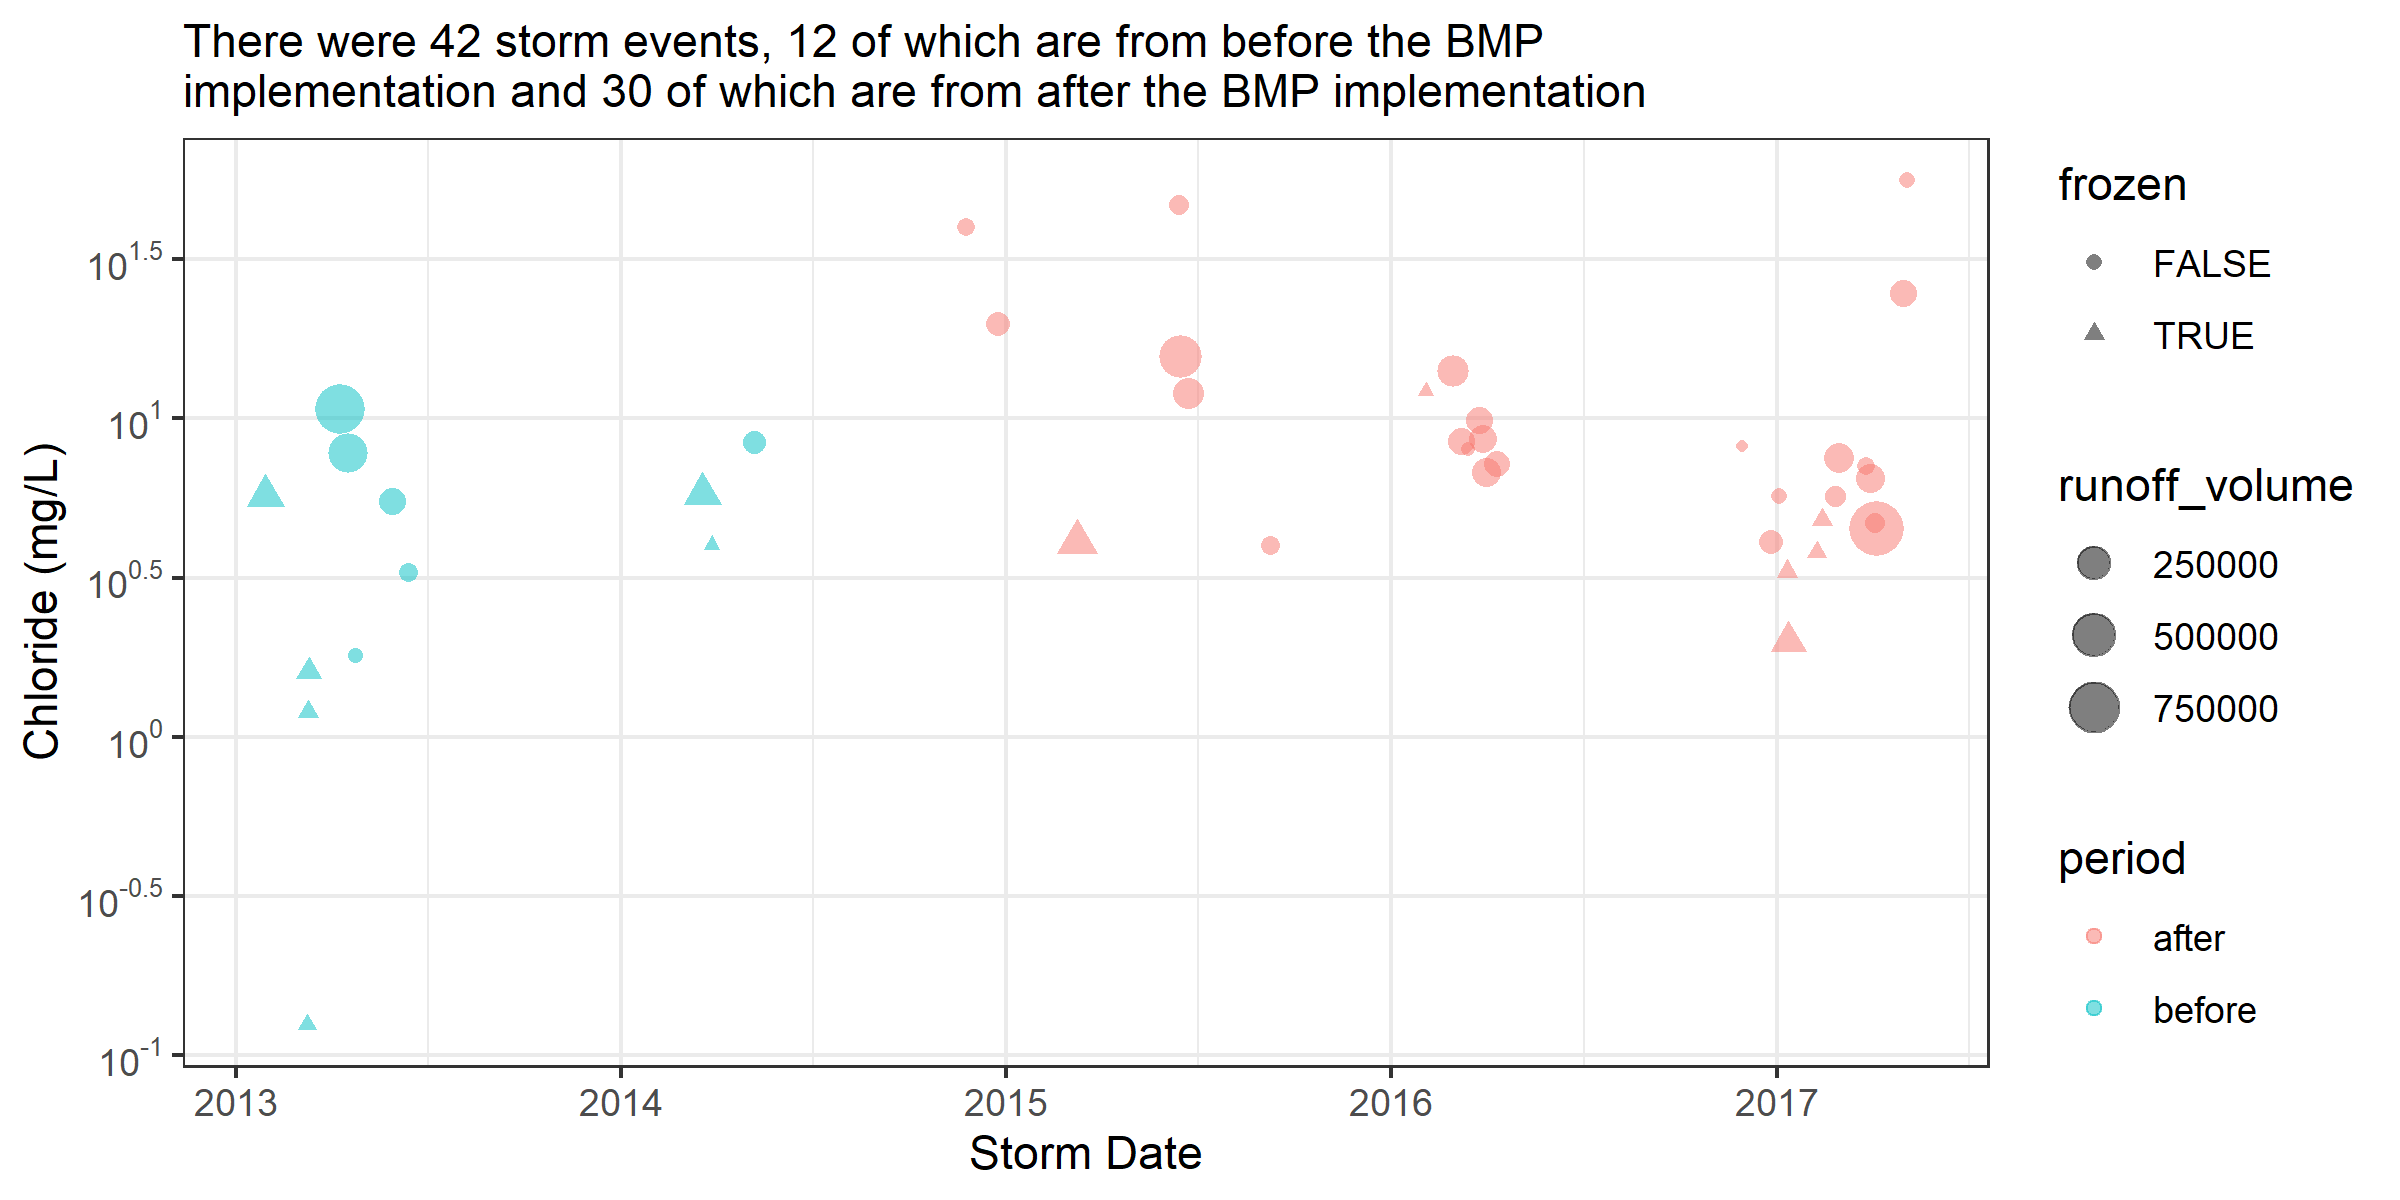 There were 42 storm events, 12 of which are from before the BMP
implementation and 30 of which are from after the BMP implementation
Chloride (mg/L)
10^1.5
10^1
10^0.5
10^0
10^-0.5
10^-1
2013
2014
2015
2016
2017
Storm Date
frozen
FALSE
TRUE
runoff_volume
250000
500000
750000
period
after
before